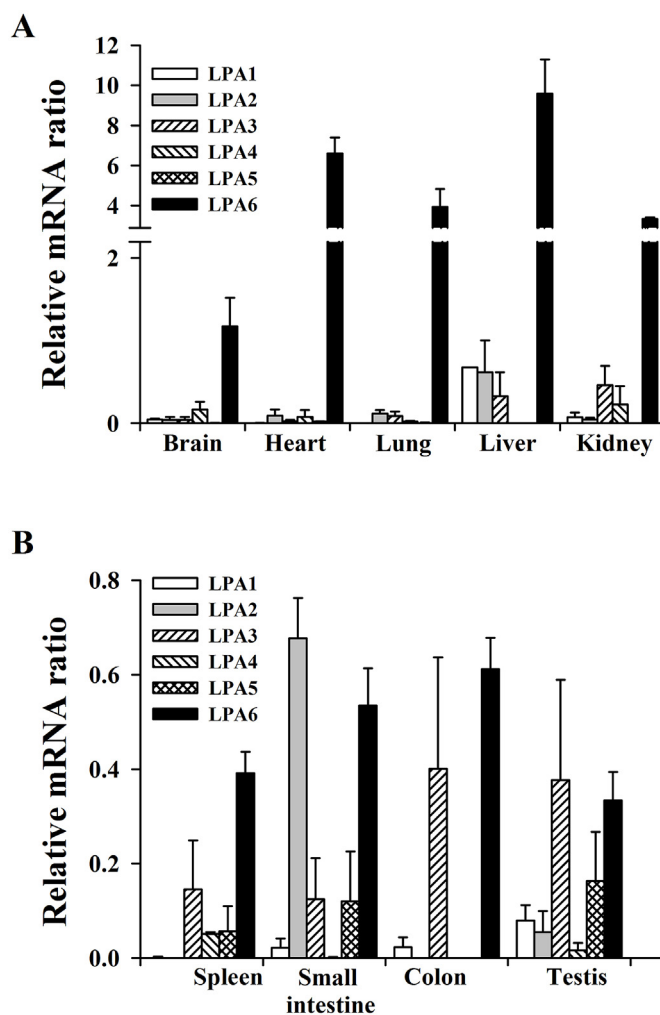 A
Relative mRNA ratio
12
10
8
6
4
2
0
LPA1
LPA2
LPA3
LPA4
LPA5
LPA6
Brain Heart Lung Liver Kidney
B
Relative mRNA ratio
0.8
0.6
0.4
0.2
0.0
LPA1
LPA2
LPA3
LPA4
LPA5
LPA6
Spleen Small Colon Testis
intestine